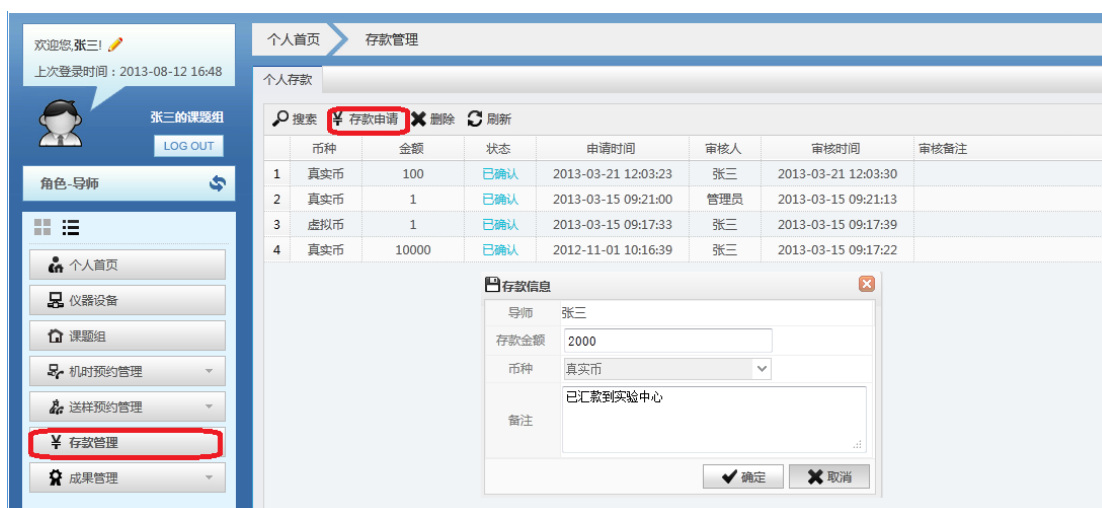 欢迎您,张三!
上次登录时间：2013-08-12 16:48
张三的课题组
LOG OUT
角色-导师
个人首页
仪器设备
课题组
机时预约管理
送样预约管理
¥ 存款管理
成果管理
个人首页 存款管理
个人存款
搜索 ¥ 存款申请 删除 刷新
币种 金额 状态 申请时间 审核人 审核时间 审核备注
1 真实币 100 已确认 2013-03-21 12:03:23 张三 2013-03-21 12:03:30
2 真实币 1 已确认 2013-03-15 09:21:00 管理员 2013-03-15 09:21:13
3 虚拟币 1 已确认 2013-03-15 09:17:33 张三 2013-03-15 09:17:39
4 真实币 10000 已确认 2012-11-01 10:16:39 张三 2013-03-15 09:17:22
存款信息
导师 张三
存款金额 2000
币种 真实币
备注 已汇款到实验中心
确定 取消